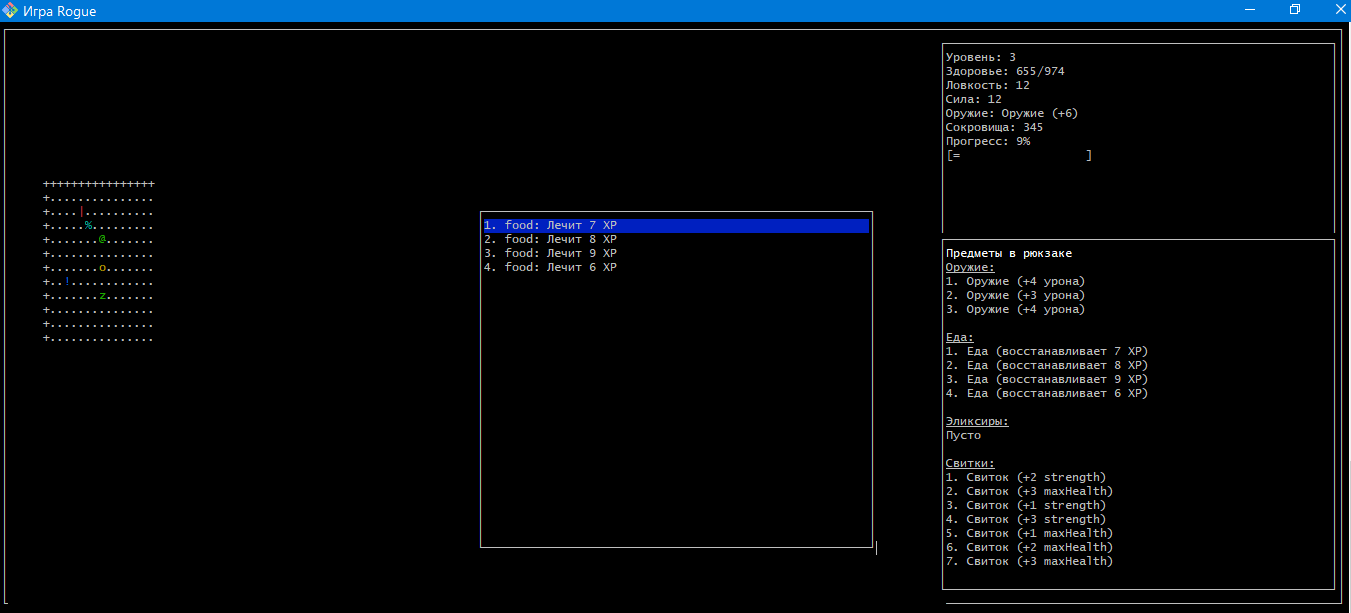 Игра Rogue
Уровень: 3
Здоровье: 655/974
Ловкость: 12
Сила: 12
Оружие: Оружие (+6)
Сокровища: 345
Прогресс: 9%
[=                  ]
++++++++++++++++
+...............
+....|..........
+.....%.........
+.......@.......
+...............
+.......o.......
+..!............
+.......z.......
+...............
+...............
+...............
1. food: Лечит 7 XP
2. food: Лечит 8 XP
3. food: Лечит 9 XP
4. food: Лечит 6 XP
Предметы в рюкзаке
Оружие:
1. Оружие (+4 урона)
2. Оружие (+3 урона)
3. Оружие (+4 урона)
Еда:
1. Еда (восстанавливает 7 XP)
2. Еда (восстанавливает 8 XP)
3. Еда (восстанавливает 9 XP)
4. Еда (восстанавливает 6 XP)
Эликсиры:
Пусто
Свитки:
1. Свиток (+2 strength)
2. Свиток (+3 maxHealth)
3. Свиток (+1 strength)
4. Свиток (+3 strength)
5. Свиток (+1 maxHealth)
6. Свиток (+2 maxHealth)
7. Свиток (+3 maxHealth)